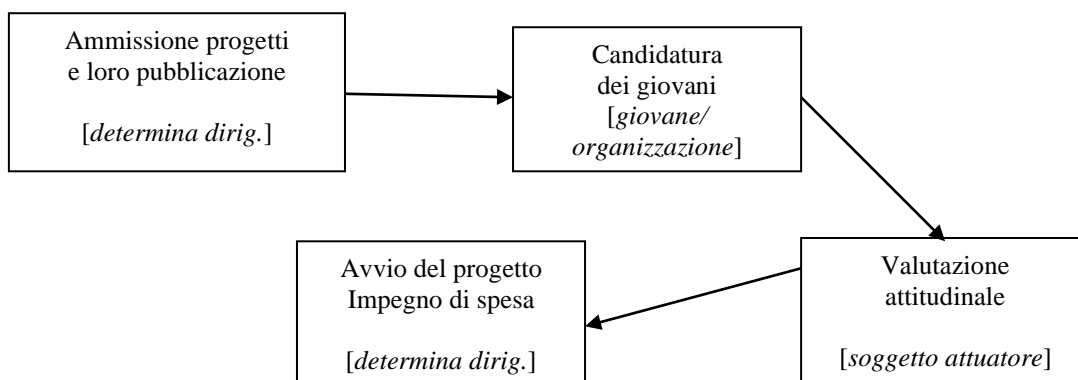 Ammissione progetti
e loro pubblicazione
[determina dirig.]
Candidatura
dei giovani
[giovane/
organizzazione]
Valutazione
attitudinale
[soggetto attuatore]
Avvio del progetto
Impegno di spesa
[determina dirig.]